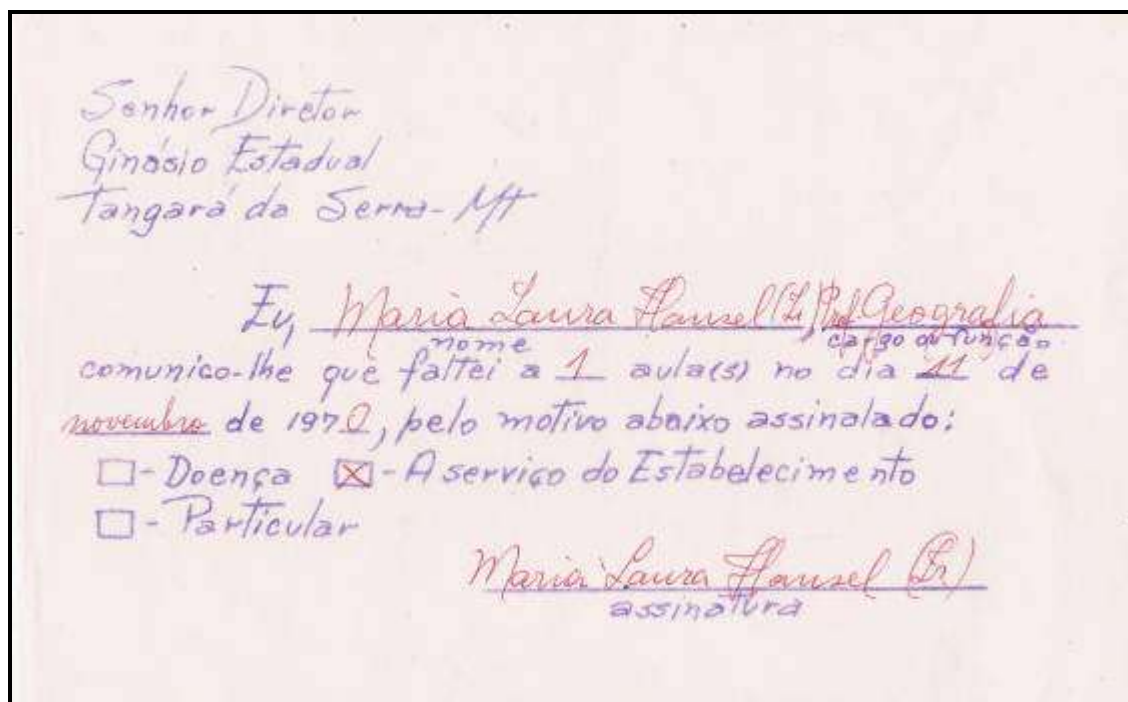 Senhor Diretor
Ginásio Estadual
Tangará da Serra - Mt
Eu, Maria Laura Hansel (Ir) Prof. Geografia
nome cargo ou função
comunico-lhe que faltei a 1 aula(s) no dia 11 de
novembro de 1970, pelo motivo abaixo assinalado:
☐ - Doença ☒ - A serviço do Estabelecimento
☐ - Particular
Maria Laura Hansel (Ir)
assinatura